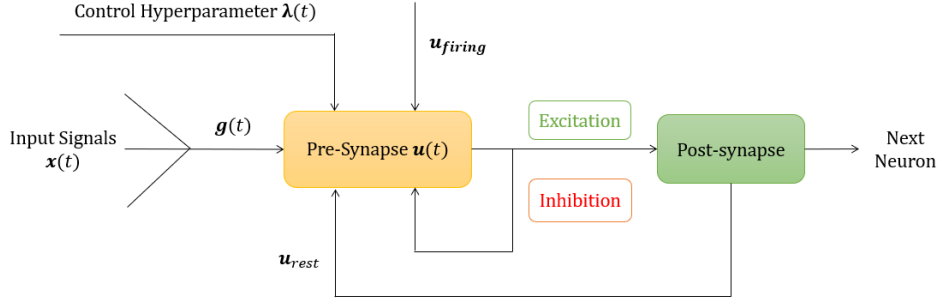 Control Hyperparameter λ(t)
u_firing
Input Signals
x(t)
g(t)
Pre-Synapse u(t)
Excitation
Inhibition
Post-synapse
Next
Neuron
u_rest